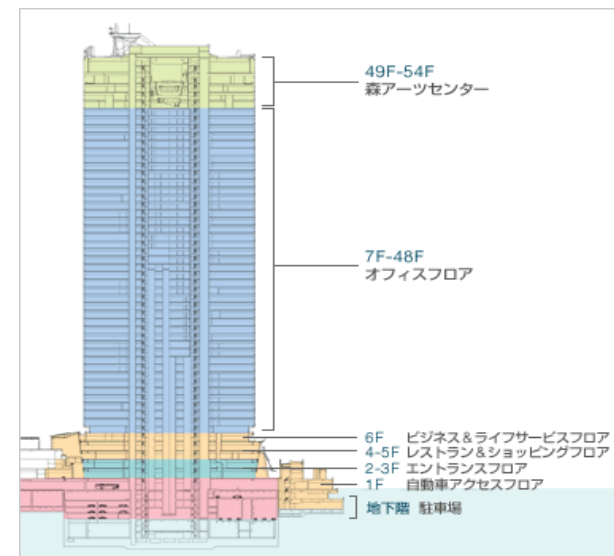 49F-54F
森アーツセンター
7F-48F
オフィスフロア
6F ビジネス&ライフサービスフロア
4-5F レストラン&ショッピングフロア
2-3F エントランスフロア
1F 自動車アクセスフロア
地下階 駐車場